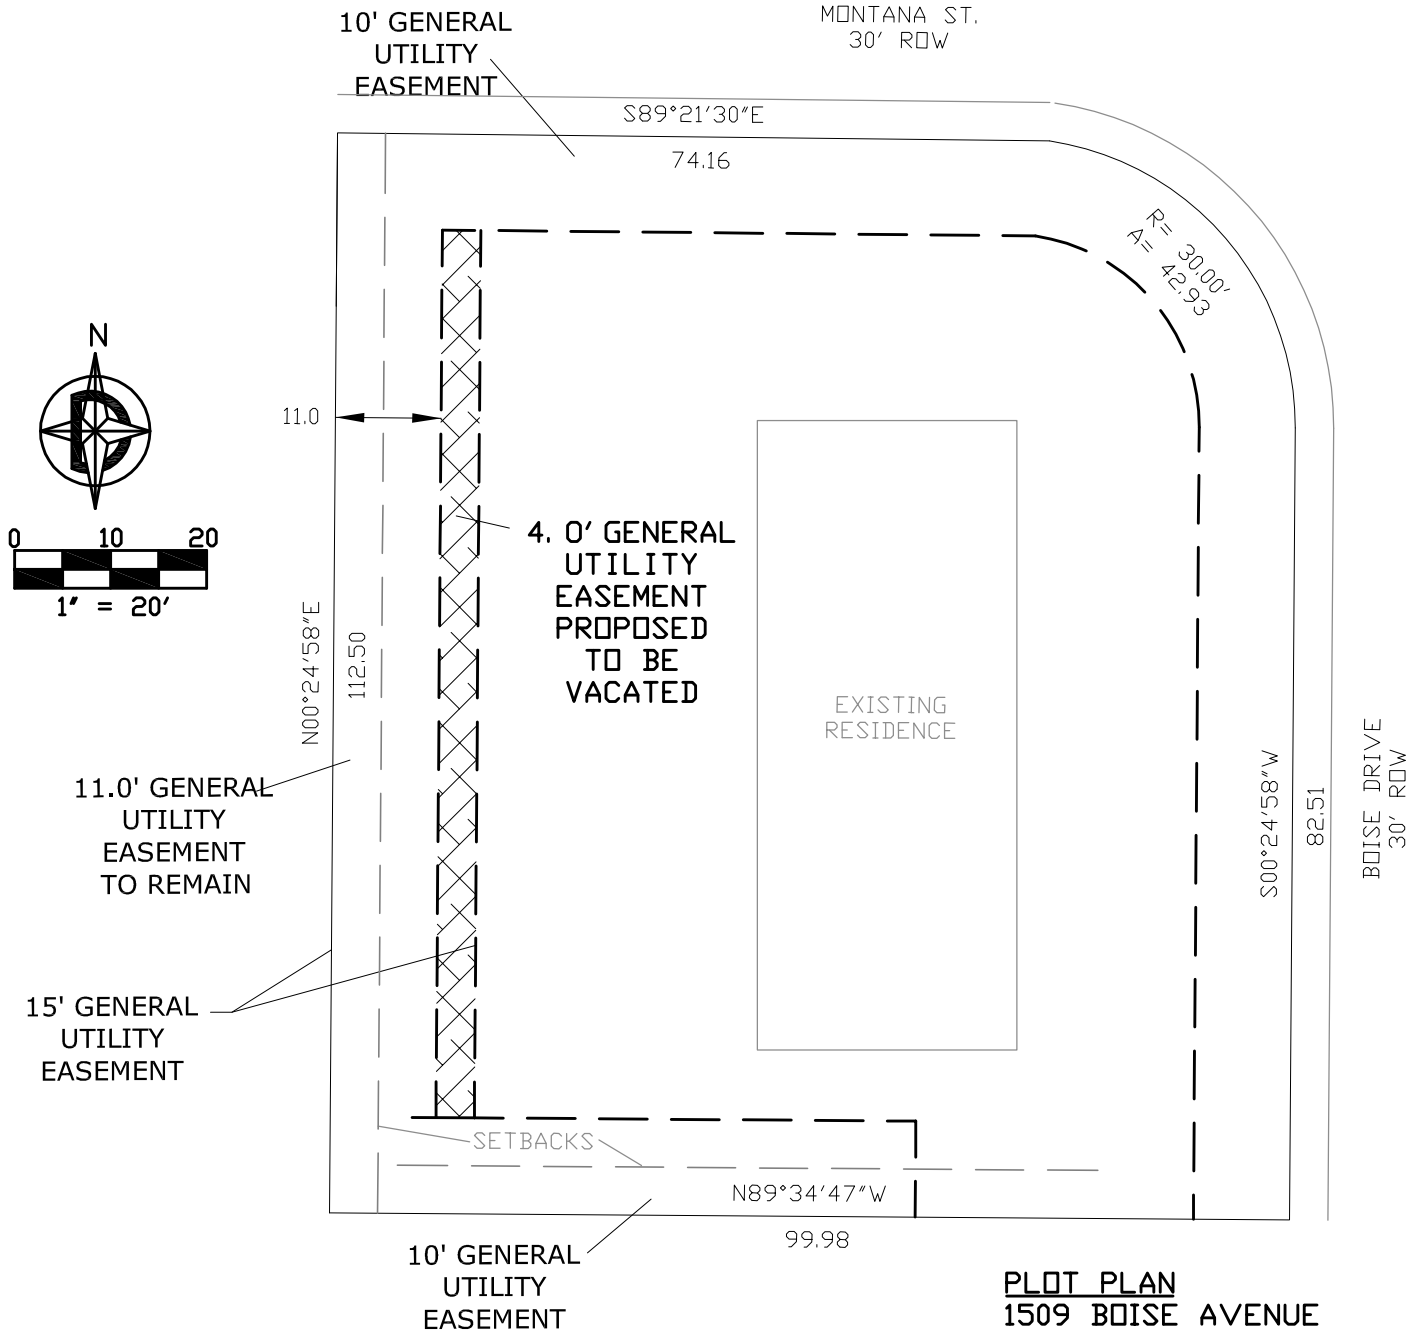 10' GENERAL
UTILITY
EASEMENT
MONTANA ST.
30' ROW
S89°21'30"E
74.16
R= 30.00'
A= 42.93
N
11.0
0 10 20
1" = 20'
4. 0' GENERAL
UTILITY
EASEMENT
PROPOSED
TO BE
VACATED
N00°24'58"E
112.50
EXISTING
RESIDENCE
S00°24'58"W
82.51
BOISE DRIVE
30' ROW
11.0' GENERAL
UTILITY
EASEMENT
TO REMAIN
15' GENERAL
UTILITY
EASEMENT
SETBACKS
N89°34'47"W
99.98
10' GENERAL
UTILITY
EASEMENT
PLOT PLAN
1509 BOISE AVENUE